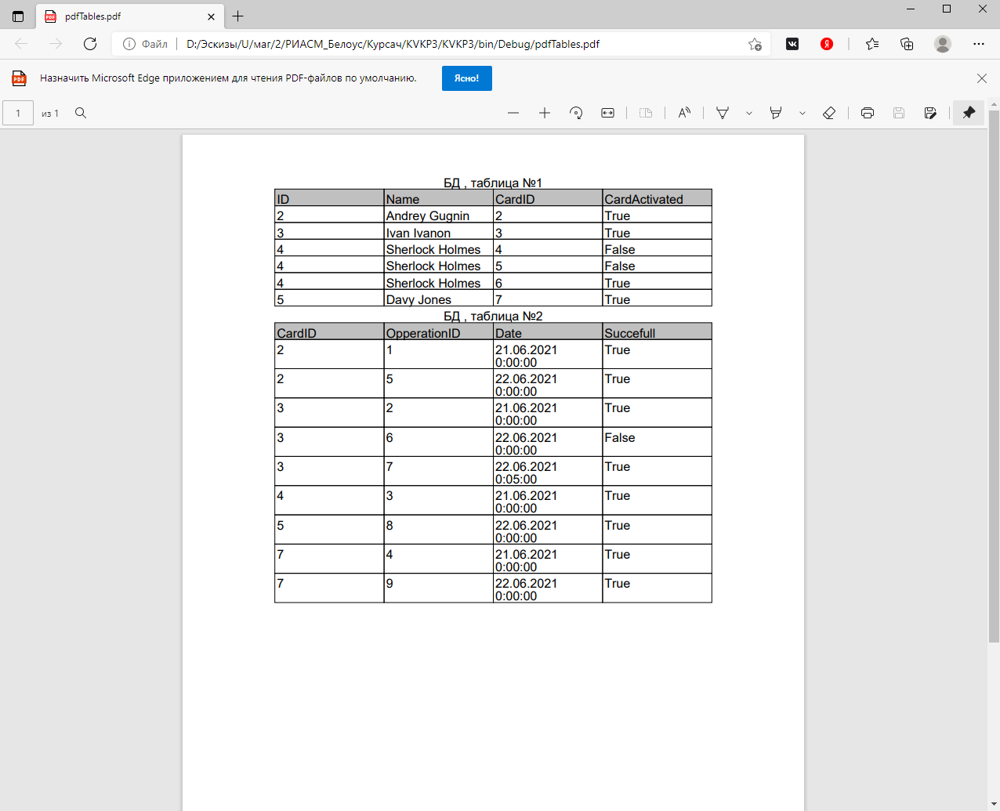 pdfTables.pdf
Файл D:/Эскизы/U/маг/2/РИАСМ_Белоус/Курсач/KVKP3/KVKP3/bin/Debug/pdfTables.pdf
Назначить Microsoft Edge приложением для чтения PDF-файлов по умолчанию. Ясно!
1 из 1
БД , таблица №1
ID Name CardID CardActivated
2 Andrey Gugnin 2 True
3 Ivan Ivanon 3 True
4 Sherlock Holmes 4 False
4 Sherlock Holmes 5 False
4 Sherlock Holmes 6 True
5 Davy Jones 7 True
БД , таблица №2
CardID OpperationID Date Succefull
2 1 21.06.2021 True
0:00:00
2 5 22.06.2021 True
0:00:00
3 2 21.06.2021 True
0:00:00
3 6 22.06.2021 False
0:00:00
3 7 22.06.2021 True
0:05:00
4 3 21.06.2021 True
0:00:00
5 8 22.06.2021 True
0:00:00
7 4 21.06.2021 True
0:00:00
7 9 22.06.2021 True
0:00:00